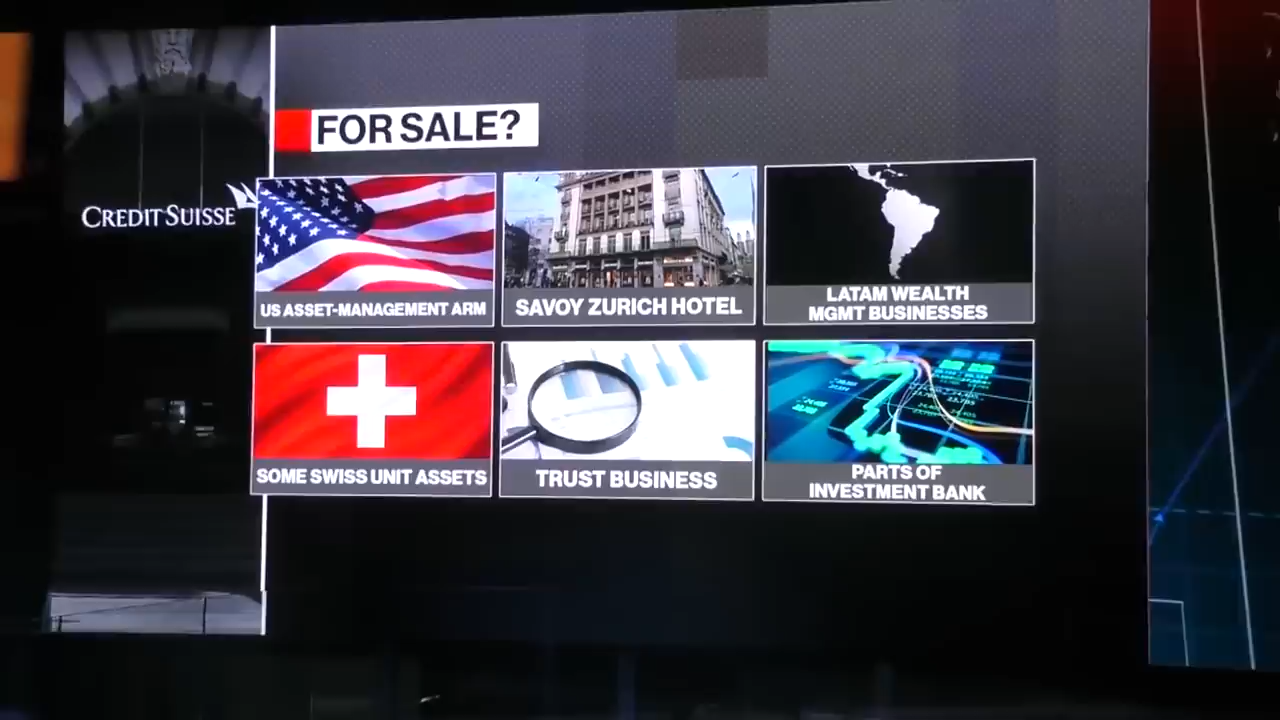 FOR SALE?
CREDIT SUISSE
US ASSET-MANAGEMENT ARM
SAVOY ZURICH HOTEL
LATAM WEALTH
MGMT BUSINESSES
SOME SWISS UNIT ASSETS
TRUST BUSINESS
PARTS OF
INVESTMENT BANK